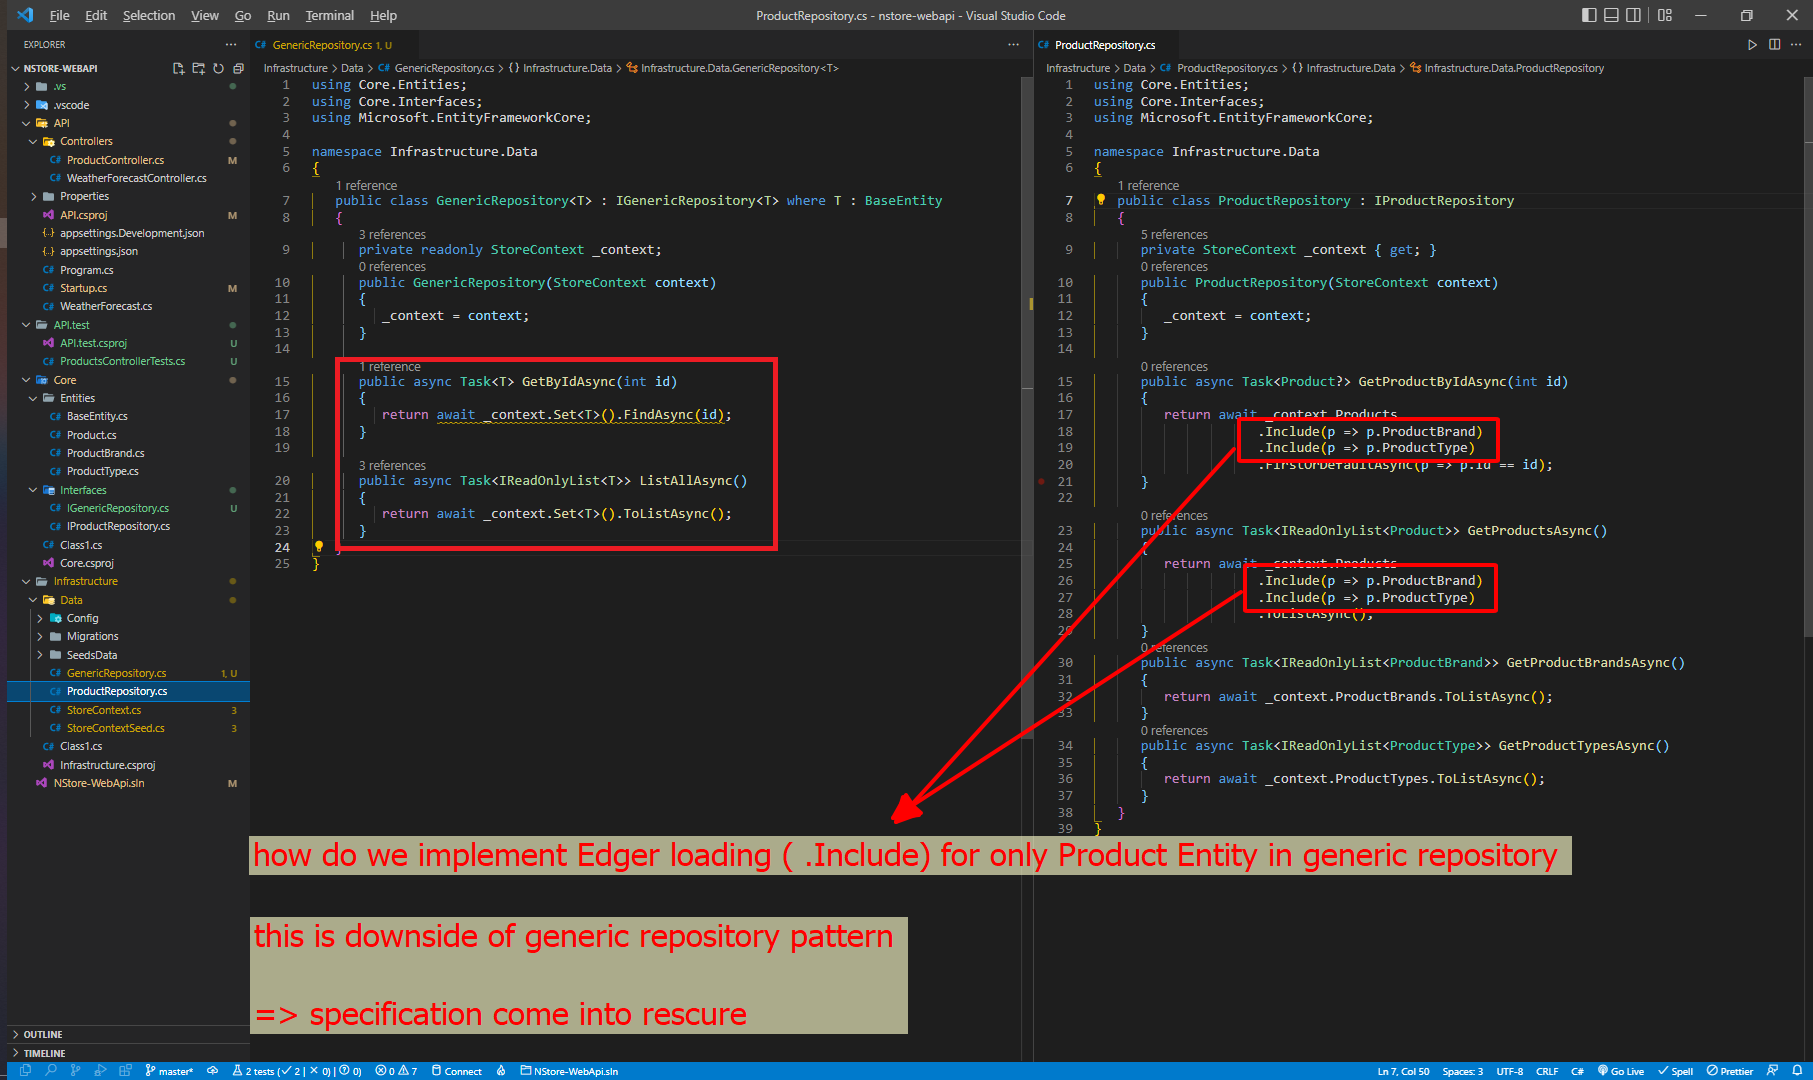 File Edit Selection View Go Run Terminal Help
ProductRepository.cs - nstore-webapi - Visual Studio Code
EXPLORER
NSTORE-WEBAPI
.vs
.vscode
API
Controllers
ProductController.cs M
WeatherForecastController.cs
Properties
API.csproj M
appsettings.Development.json
appsettings.json
Program.cs
Startup.cs M
WeatherForecast.cs
API.test
API.test.csproj U
ProductsControllerTests.cs U
Core
Entities
BaseEntity.cs
Product.cs
ProductBrand.cs
ProductType.cs
Interfaces
IGenericRepository.cs U
IProductRepository.cs
Class1.cs
Core.csproj
Infrastructure
Data
Config
Migrations
SeedsData
GenericRepository.cs 1, U
ProductRepository.cs
StoreContext.cs 3
StoreContextSeed.cs 3
Class1.cs
Infrastructure.csproj
NStore-WebApi.sln M
OUTLINE
TIMELINE
GenericRepository.cs 1, U
Infrastructure > Data > GenericRepository.cs > {} Infrastructure.Data > Infrastructure.Data.GenericRepository<T>
1 using Core.Entities;
2 using Core.Interfaces;
3 using Microsoft.EntityFrameworkCore;
4
5 namespace Infrastructure.Data
6 {
1 reference
7 public class GenericRepository<T> : IGenericRepository<T> where T : BaseEntity
8 {
3 references
9 private readonly StoreContext _context;
0 references
10 public GenericRepository(StoreContext context)
11 {
12 _context = context;
13 }
14
1 reference
15 public async Task<T> GetByIdAsync(int id)
16 {
17 return await _context.Set<T>().FindAsync(id);
18 }
19
3 references
20 public async Task<IReadOnlyList<T>> ListAllAsync()
21 {
22 return await _context.Set<T>().ToListAsync();
23 }
24 }
25 }
ProductRepository.cs
Infrastructure > Data > ProductRepository.cs > {} Infrastructure.Data > Infrastructure.Data.ProductRepository
1 using Core.Entities;
2 using Core.Interfaces;
3 using Microsoft.EntityFrameworkCore;
4
5 namespace Infrastructure.Data
6 {
1 reference
7 public class ProductRepository : IProductRepository
8 {
5 references
9 private StoreContext _context { get; }
0 references
10 public ProductRepository(StoreContext context)
11 {
12 _context = context;
13 }
14
0 references
15 public async Task<Product?> GetProductByIdAsync(int id)
16 {
17 return await _context.Products
18 .Include(p => p.ProductBrand)
19 .Include(p => p.ProductType)
20 .FirstOrDefaultAsync(p => p.Id == id);
21 }
22
0 references
23 public async Task<IReadOnlyList<Product>> GetProductsAsync()
24 {
25 return await _context.Products
26 .Include(p => p.ProductBrand)
27 .Include(p => p.ProductType)
28 .ToListAsync();
29 }
0 references
30 public async Task<IReadOnlyList<ProductBrand>> GetProductBrandsAsync()
31 {
32 return await _context.ProductBrands.ToListAsync();
33 }
0 references
34 public async Task<IReadOnlyList<ProductType>> GetProductTypesAsync()
35 {
36 return await _context.ProductTypes.ToListAsync();
37 }
38 }
39 }
how do we implement Edger loading ( .Include) for only Product Entity in generic repository
this is downside of generic repository pattern
=> specification come into rescure
master* 2 tests (✓ 2 | ✕ 0) | 0) 0 7 Connect NStore-WebApi.sln Ln 7, Col 50 Spaces: 3 UTF-8 CRLF C# Go Live Spell Prettier